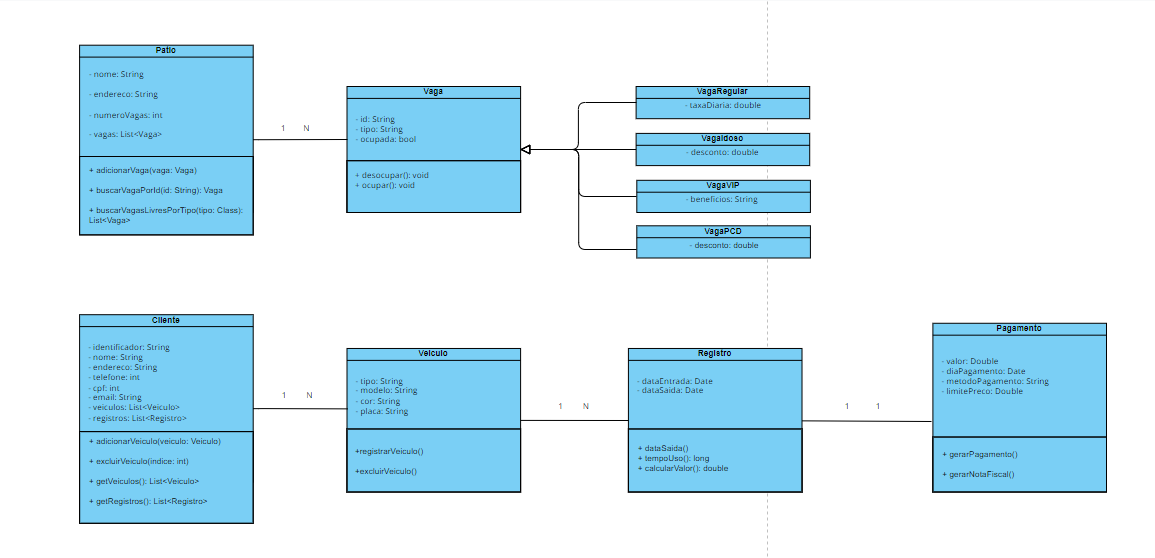 Patio
- nome: String
- endereco: String
- numeroVagas: int
- vagas: List<Vaga>
+ adicionarVaga(vaga: Vaga)
+ buscarVagaPorId(id: String): Vaga
+ buscarVagasLivresPorTipo(tipo: Class):
List<Vaga>
1 N
Vaga
- id: String
- tipo: String
- ocupada: bool
+ desocupar(): void
+ ocupar(): void
VagaRegular
- taxaDiaria: double
VagaIdoso
- desconto: double
VagaVIP
- beneficios: String
VagaPCD
- desconto: double
Cliente
- identificador: String
- nome: String
- endereco: String
- telefone: int
- cpf: int
- email: String
- veiculos: List<Veiculo>
- registros: List<Registro>
+ adicionarVeiculo(veiculo: Veiculo)
+ excluirVeiculo(indice: int)
+ getVeiculos(): List<Veiculo>
+ getRegistros(): List<Registro>
1 N
Veiculo
- tipo: String
- modelo: String
- cor: String
- placa: String
+registrarVeiculo()
+excluirVeiculo()
1 N
Registro
- dataEntrada: Date
- dataSaida: Date
+ dataSaida()
+ tempoUso(): long
+ calcularValor(): double
1 1
Pagamento
- valor: Double
- diaPagamento: Date
- metodoPagamento: String
- limitePreco: Double
+ gerarPagamento()
+ gerarNotaFiscal()